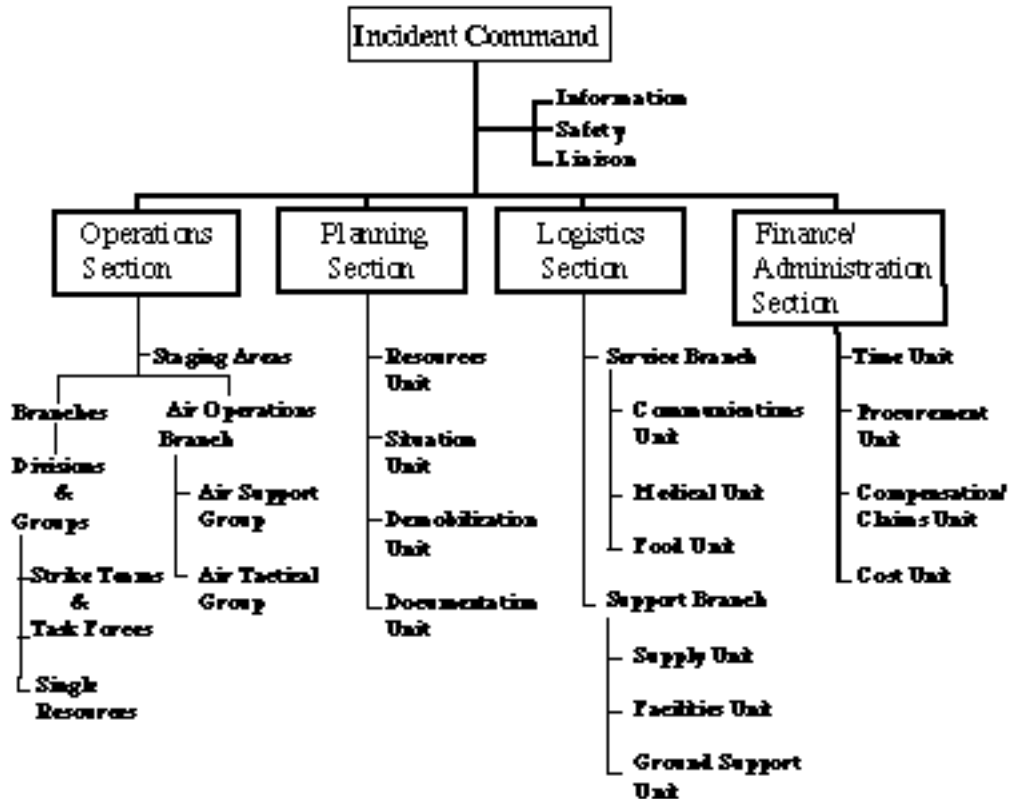 Incident Command
Information
Safety
Liaison
Operations
Section
Planning
Section
Logistics
Section
Finance/
Administration
Section
Staging Areas
Branches
Divisions
&
Groups
Strike Teams
&
Task Forces
Single
Resources
Air Operations
Branch
Air Support
Group
Air Tactical
Group
Resources
Unit
Situation
Unit
Demobilization
Unit
Documentation
Unit
Service Branch
Communications
Unit
Medical Unit
Food Unit
Support Branch
Supply Unit
Facilities Unit
Ground Support
Unit
Time Unit
Procurement
Unit
Compensation/
Claims Unit
Cost Unit